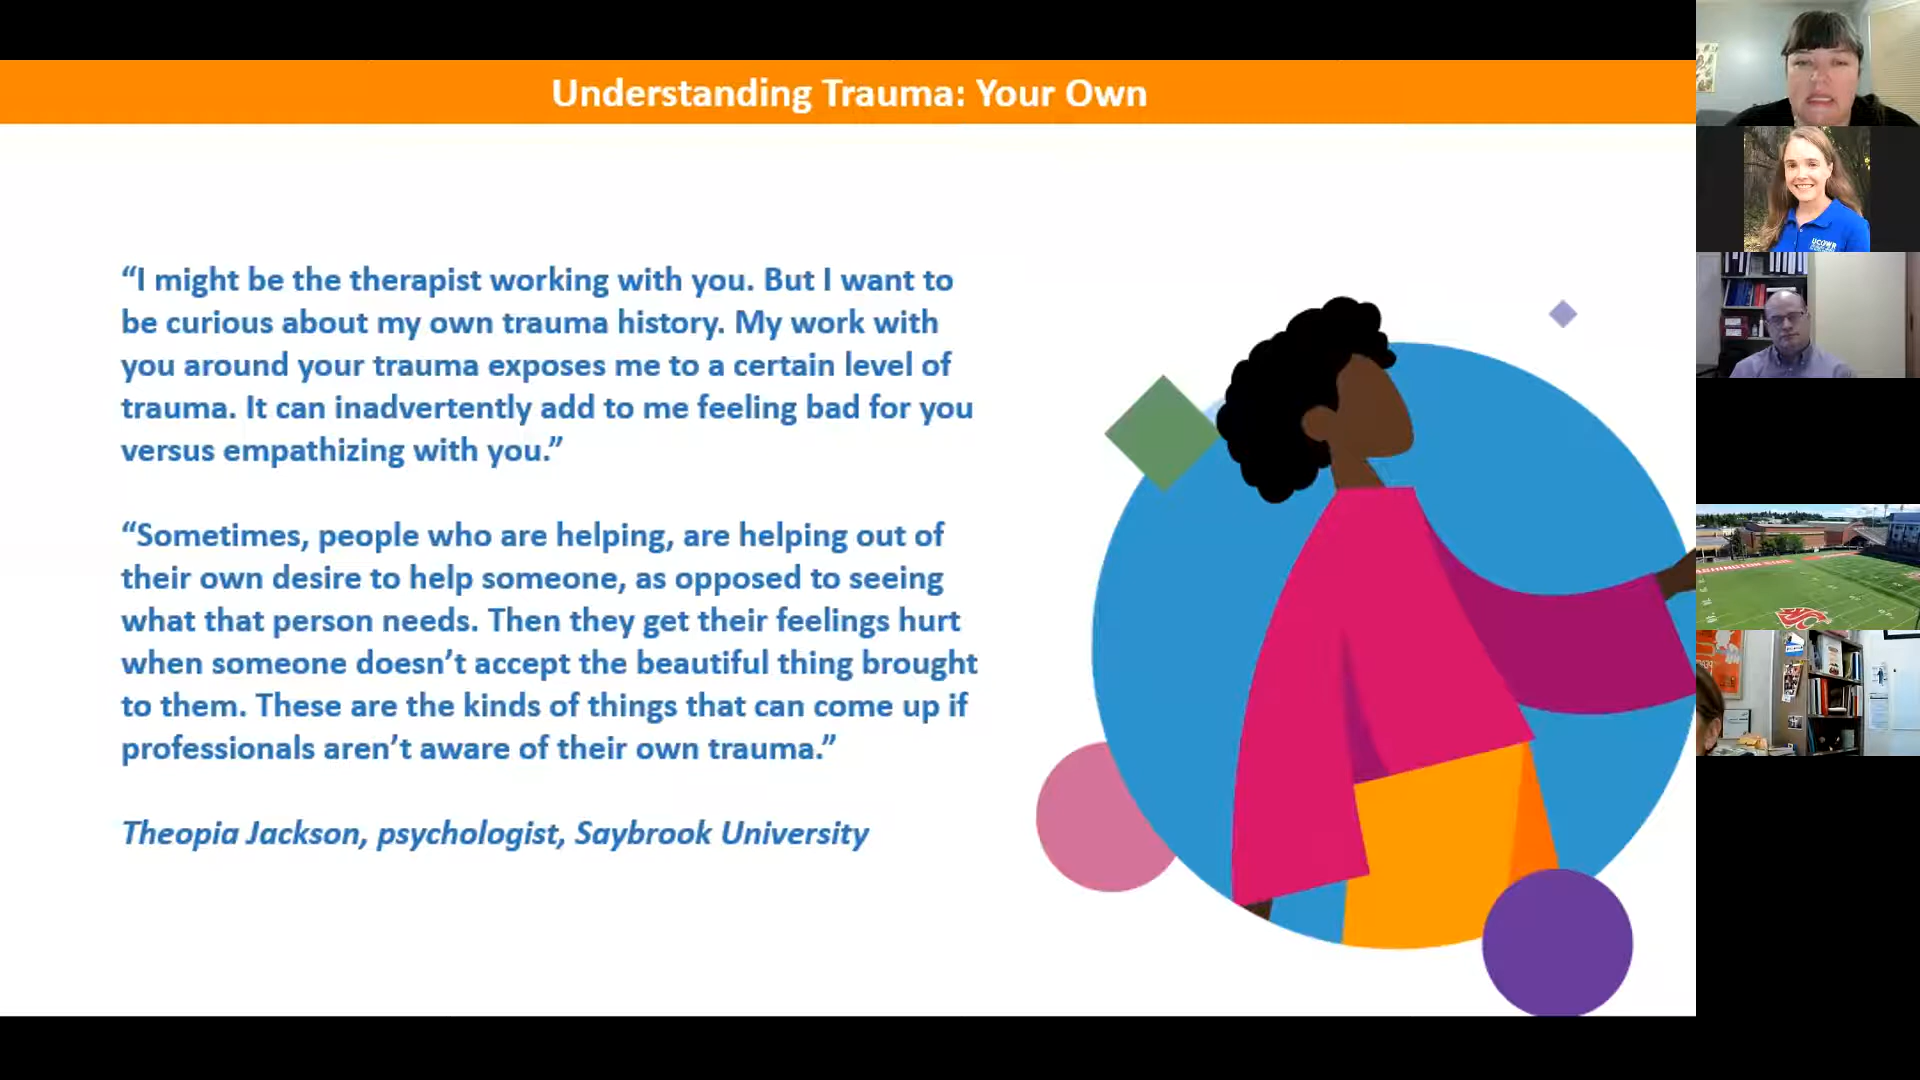 Understanding Trauma: Your Own
“I might be the therapist working with you. But I want to
be curious about my own trauma history. My work with
you around your trauma exposes me to a certain level of
trauma. It can inadvertently add to me feeling bad for you
versus empathizing with you.”
“Sometimes, people who are helping, are helping out of
their own desire to help someone, as opposed to seeing
what that person needs. Then they get their feelings hurt
when someone doesn’t accept the beautiful thing brought
to them. These are the kinds of things that can come up if
professionals aren’t aware of their own trauma.”
Theopia Jackson, psychologist, Saybrook University
UCOWR